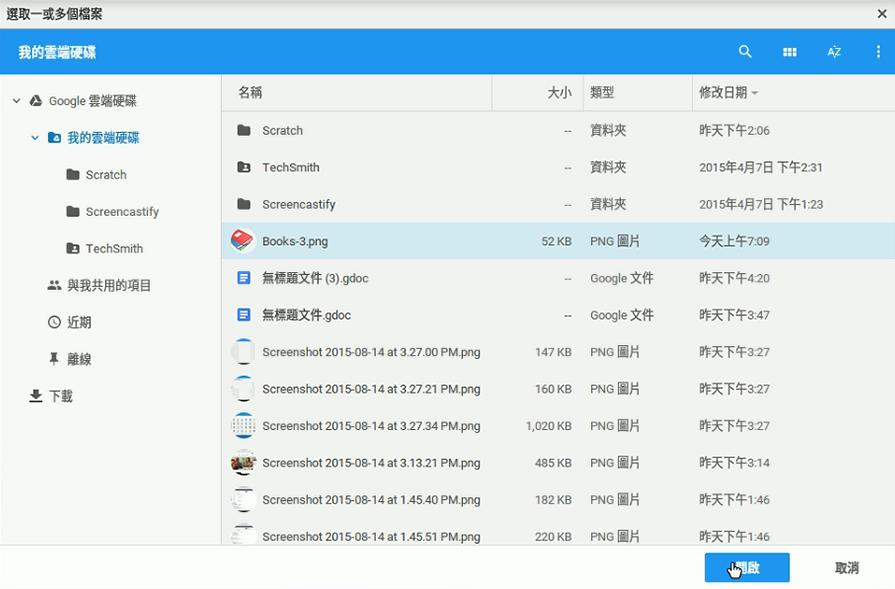 選取一或多個檔案
我的雲端硬碟
AZ
Google 雲端硬碟
我的雲端硬碟
Scratch
Screencastify
TechSmith
與我共用的項目
近期
離線
下載
名稱 大小 類型 修改日期
Scratch -- 資料夾 昨天下午2:06
TechSmith -- 資料夾 2015年4月7日 下午2:31
Screencastify -- 資料夾 2015年4月7日 下午1:23
Books-3.png 52 KB PNG 圖片 今天上午7:09
無標題文件 (3).gdoc -- Google 文件 昨天下午4:20
無標題文件.gdoc -- Google 文件 昨天下午3:47
Screenshot 2015-08-14 at 3.27.00 PM.png 147 KB PNG 圖片 昨天下午3:27
Screenshot 2015-08-14 at 3.27.21 PM.png 160 KB PNG 圖片 昨天下午3:27
Screenshot 2015-08-14 at 3.27.34 PM.png 1,020 KB PNG 圖片 昨天下午3:27
Screenshot 2015-08-14 at 3.13.21 PM.png 485 KB PNG 圖片 昨天下午3:14
Screenshot 2015-08-14 at 1.45.40 PM.png 182 KB PNG 圖片 昨天下午1:46
Screenshot 2015-08-14 at 1.45.51 PM.png 220 KB PNG 圖片 昨天下午1:46
開啟 取消